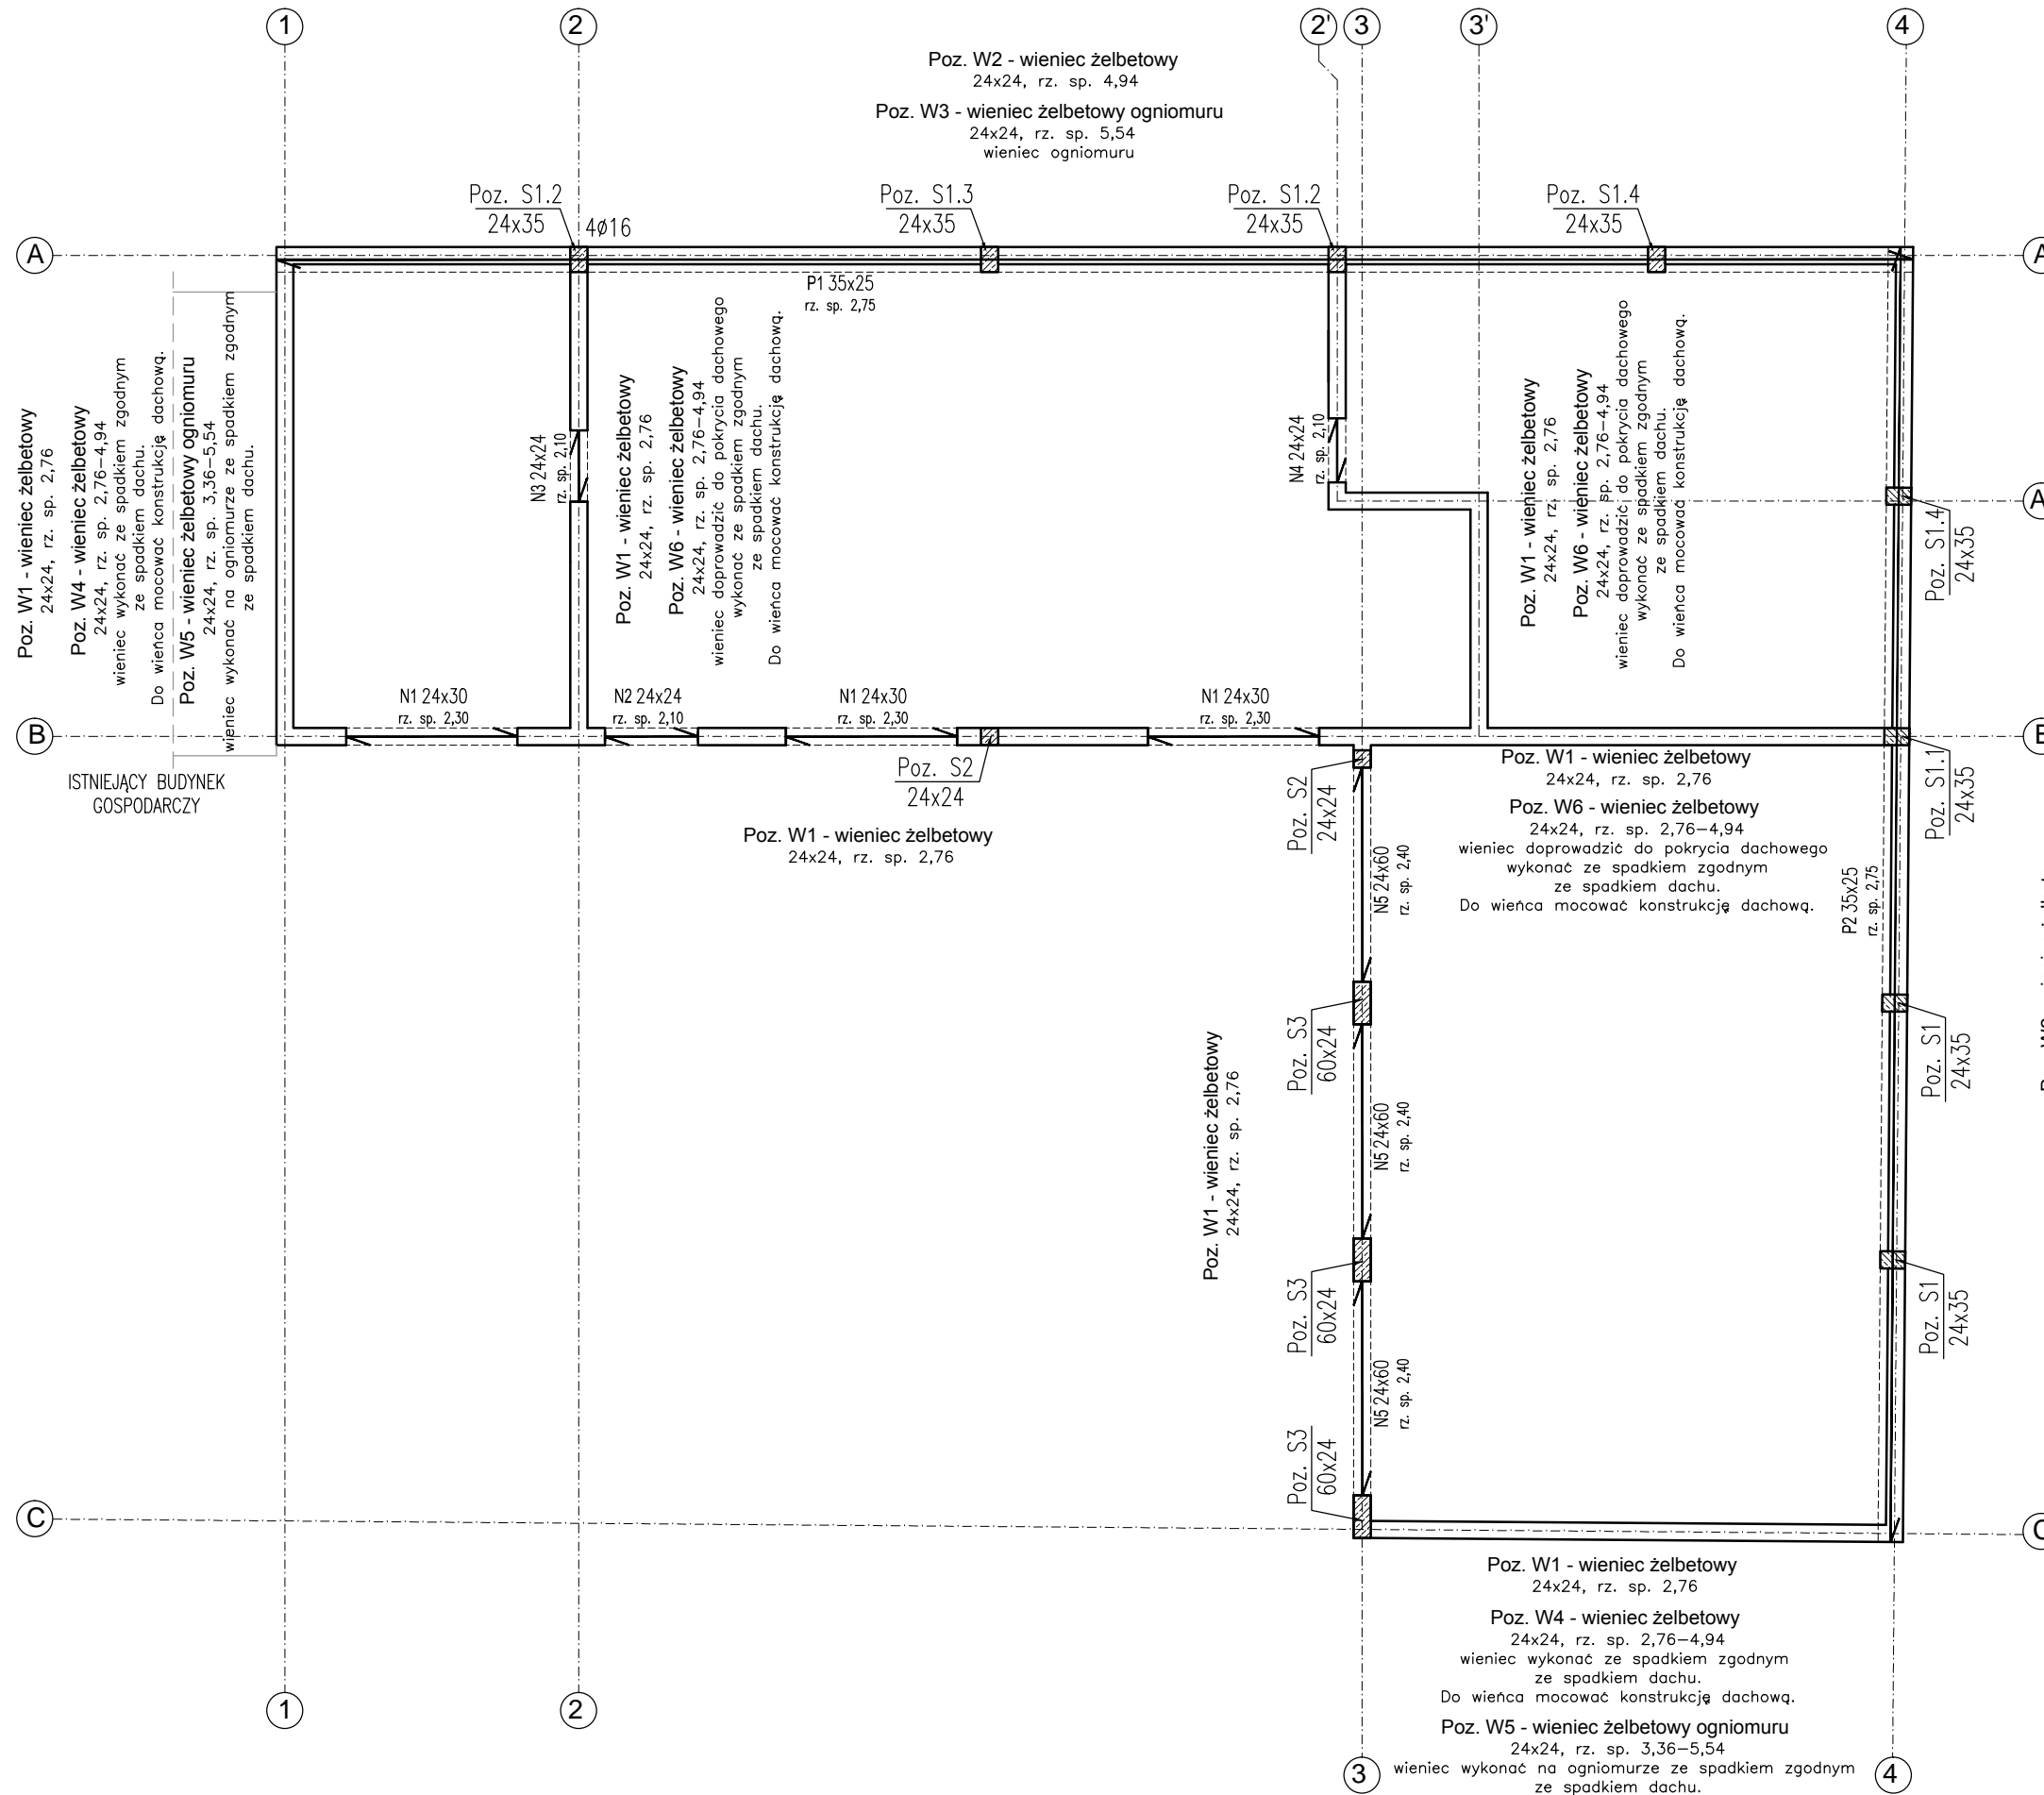 1
2
2'
3
3'
4
Poz. W2 - wieniec żelbetowy
24x24, rz. sp. 4,94
Poz. W3 - wieniec żelbetowy ogniomuru
24x24, rz. sp. 5,54
wieniec ogniomuru
Poz. S1.2
24x35
4ø16
Poz. S1.3
24x35
Poz. S1.2
24x35
Poz. S1.4
24x35
A
A
P1 35x25
rz. sp. 2,75
Poz. W1 - wieniec żelbetowy
24x24, rz. sp. 2,76
Poz. W4 - wieniec żelbetowy
24x24, rz. sp. 2,76-4,94
wieniec wykonać ze spadkiem zgodnym
ze spadkiem dachu.
Do wieńca mocować konstrukcję dachową.
Poz. W5 - wieniec żelbetowy ogniomuru
24x24, rz. sp. 3,36-5,54
wieniec wykonać na ogniomurze ze spadkiem zgodnym
ze spadkiem dachu.
N3 24x24
rz. sp. 2,10
Poz. W1 - wieniec żelbetowy
24x24, rz. sp. 2,76
Poz. W6 - wieniec żelbetowy
24x24, rz. sp. 2,76-4,94
wieniec doprowadzić do pokrycia dachowego
wykonać ze spadkiem zgodnym
ze spadkiem dachu.
Do wieńca mocować konstrukcję dachową.
N4 24x24
rz. sp. 2,10
Poz. W1 - wieniec żelbetowy
24x24, rz. sp. 2,76
Poz. W6 - wieniec żelbetowy
24x24, rz. sp. 2,76-4,94
wieniec doprowadzić do pokrycia dachowego
wykonać ze spadkiem zgodnym
ze spadkiem dachu.
Do wieńca mocować konstrukcję dachową.
A
Poz. S1.4
24x35
N1 24x30
rz. sp. 2,30
N2 24x24
rz. sp. 2,10
N1 24x30
rz. sp. 2,30
N1 24x30
rz. sp. 2,30
B
ISTNIEJĄCY BUDYNEK
GOSPODARCZY
Poz. S2
24x24
Poz. W1 - wieniec żelbetowy
24x24, rz. sp. 2,76
Poz. S2
24x24
N5 24x60
rz. sp. 2,40
Poz. W1 - wieniec żelbetowy
24x24, rz. sp. 2,76
Poz. W6 - wieniec żelbetowy
24x24, rz. sp. 2,76-4,94
wieniec doprowadzić do pokrycia dachowego
wykonać ze spadkiem zgodnym
ze spadkiem dachu.
Do wieńca mocować konstrukcję dachową.
P2 35x25
rz. sp. 2,75
Poz. S1.1
24x35
Poz. W1 - wieniec żelbetowy
24x24, rz. sp. 2,76
Poz. S3
60x24
N5 24x60
rz. sp. 2,40
Poz. S1
24x35
Poz. S3
60x24
N5 24x60
rz. sp. 2,40
Poz. S1
24x35
Poz. S3
60x24
C
Poz. W1 - wieniec żelbetowy
24x24, rz. sp. 2,76
Poz. W4 - wieniec żelbetowy
24x24, rz. sp. 2,76-4,94
wieniec wykonać ze spadkiem zgodnym
ze spadkiem dachu.
Do wieńca mocować konstrukcję dachową.
Poz. W5 - wieniec żelbetowy ogniomuru
24x24, rz. sp. 3,36-5,54
wieniec wykonać na ogniomurze ze spadkiem zgodnym
ze spadkiem dachu.
1
2
3
4